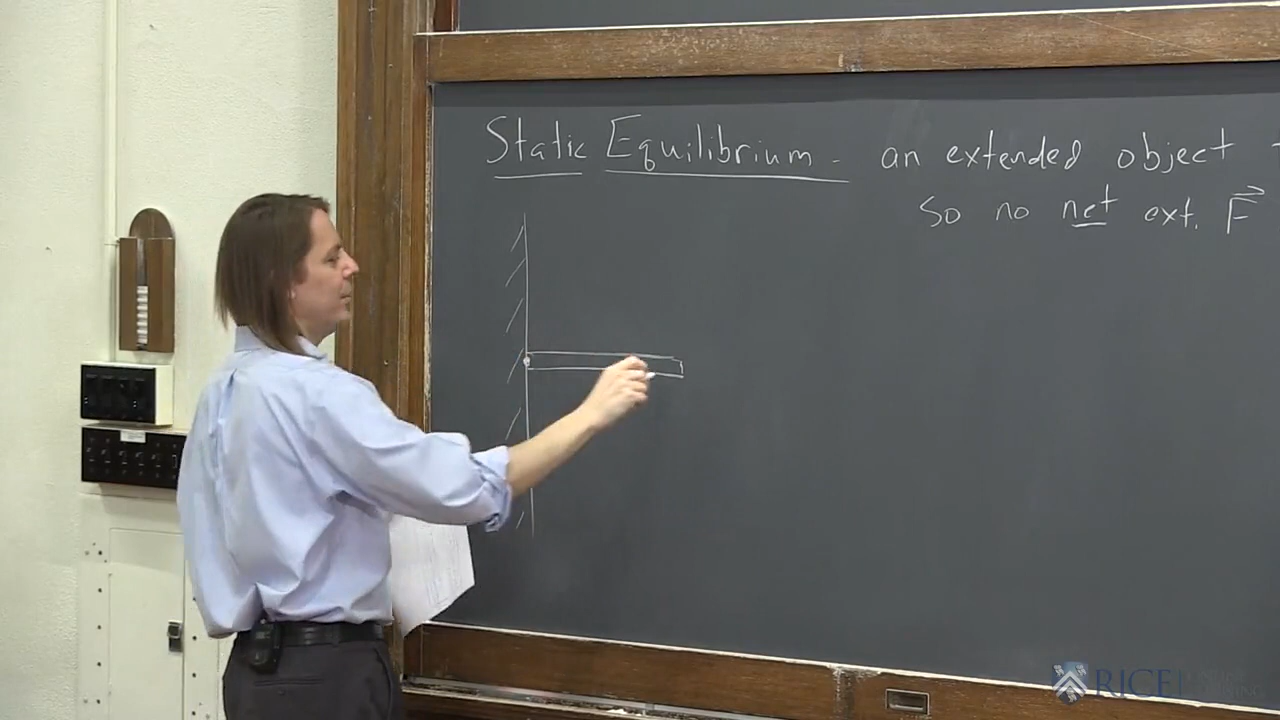 Static Equilibrium - an extended object
so no net ext. F
RICE